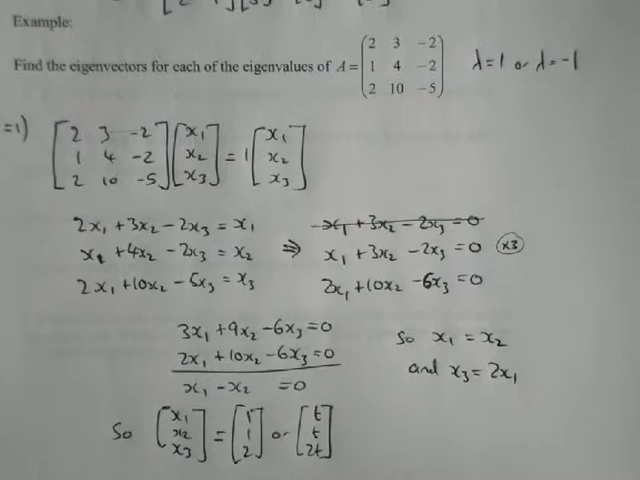 Example:
Find the eigenvectors for each of the eigenvalues of A = (2 3 -2; 1 4 -2; 2 10 -5) λ=1 or λ=-1
=1) [2 3 -2; 1 4 -2; 2 10 -5] [x₁; x₂; x₃] = 1 [x₁; x₂; x₃]
2x₁ + 3x₂ - 2x₃ = x₁ x₁ + 3x₂ - 2x₃ = 0
x₁ + 4x₂ - 2x₃ = x₂ ⇒ x₁ + 3x₂ - 2x₃ = 0 (x3)
2x₁ + 10x₂ - 5x₃ = x₃ 2x₁ + 10x₂ - 6x₃ = 0
3x₁ + 9x₂ - 6x₃ = 0
2x₁ + 10x₂ - 6x₃ = 0
x₁ - x₂ = 0
So x₁ = x₂
and x₃ = 2x₁
So [x₁; x₂; x₃] = [1; 1; 2] or [t; t; 2t]